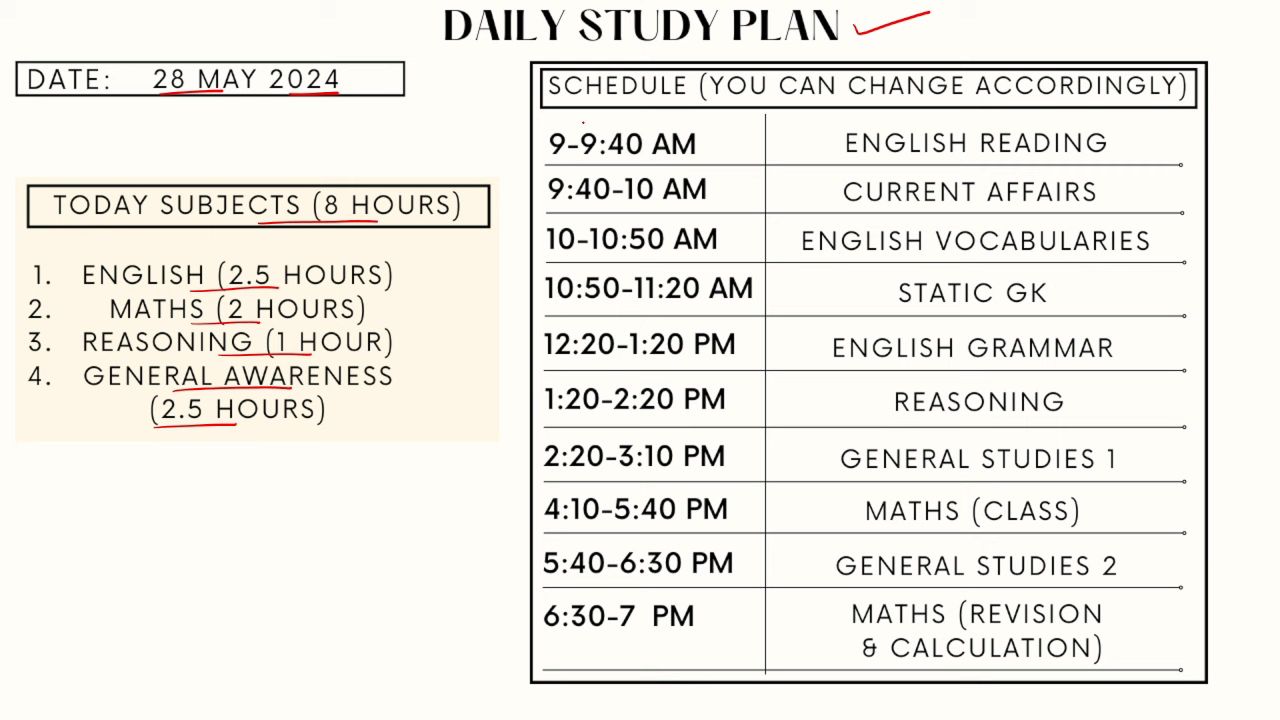 DAILY STUDY PLAN
DATE: 28 MAY 2024
TODAY SUBJECTS (8 HOURS)
1. ENGLISH (2.5 HOURS)
2. MATHS (2 HOURS)
3. REASONING (1 HOUR)
4. GENERAL AWARENESS
(2.5 HOURS)
SCHEDULE (YOU CAN CHANGE ACCORDINGLY)
9-9:40 AM ENGLISH READING
9:40-10 AM CURRENT AFFAIRS
10-10:50 AM ENGLISH VOCABULARIES
10:50-11:20 AM STATIC GK
12:20-1:20 PM ENGLISH GRAMMAR
1:20-2:20 PM REASONING
2:20-3:10 PM GENERAL STUDIES 1
4:10-5:40 PM MATHS (CLASS)
5:40-6:30 PM GENERAL STUDIES 2
6:30-7 PM MATHS (REVISION
& CALCULATION)